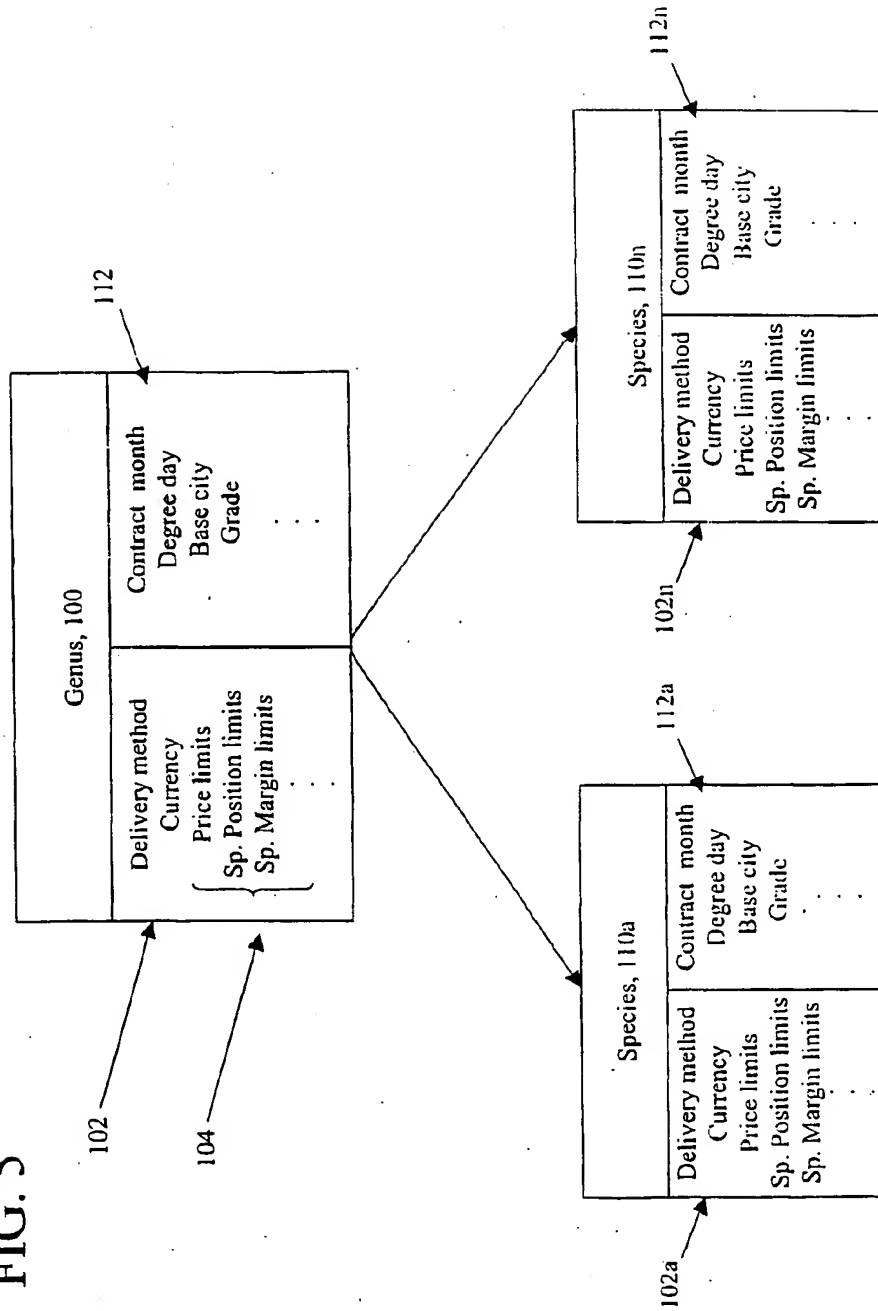 FIG. 3
Genus, 100
102
Delivery method
Currency
Price limits
Sp. Position limits
Sp. Margin limits
. . .
104
112
Contract month
Degree day
Base city
Grade
. . .
Species, 110a
102a
Delivery method
Currency
Price limits
Sp. Position limits
Sp. Margin limits
. . .
112a
Contract month
Degree day
Base city
Grade
. . .
Species, 110n
102n
Delivery method
Currency
Price limits
Sp. Position limits
Sp. Margin limits
. . .
112n
Contract month
Degree day
Base city
Grade
. . .